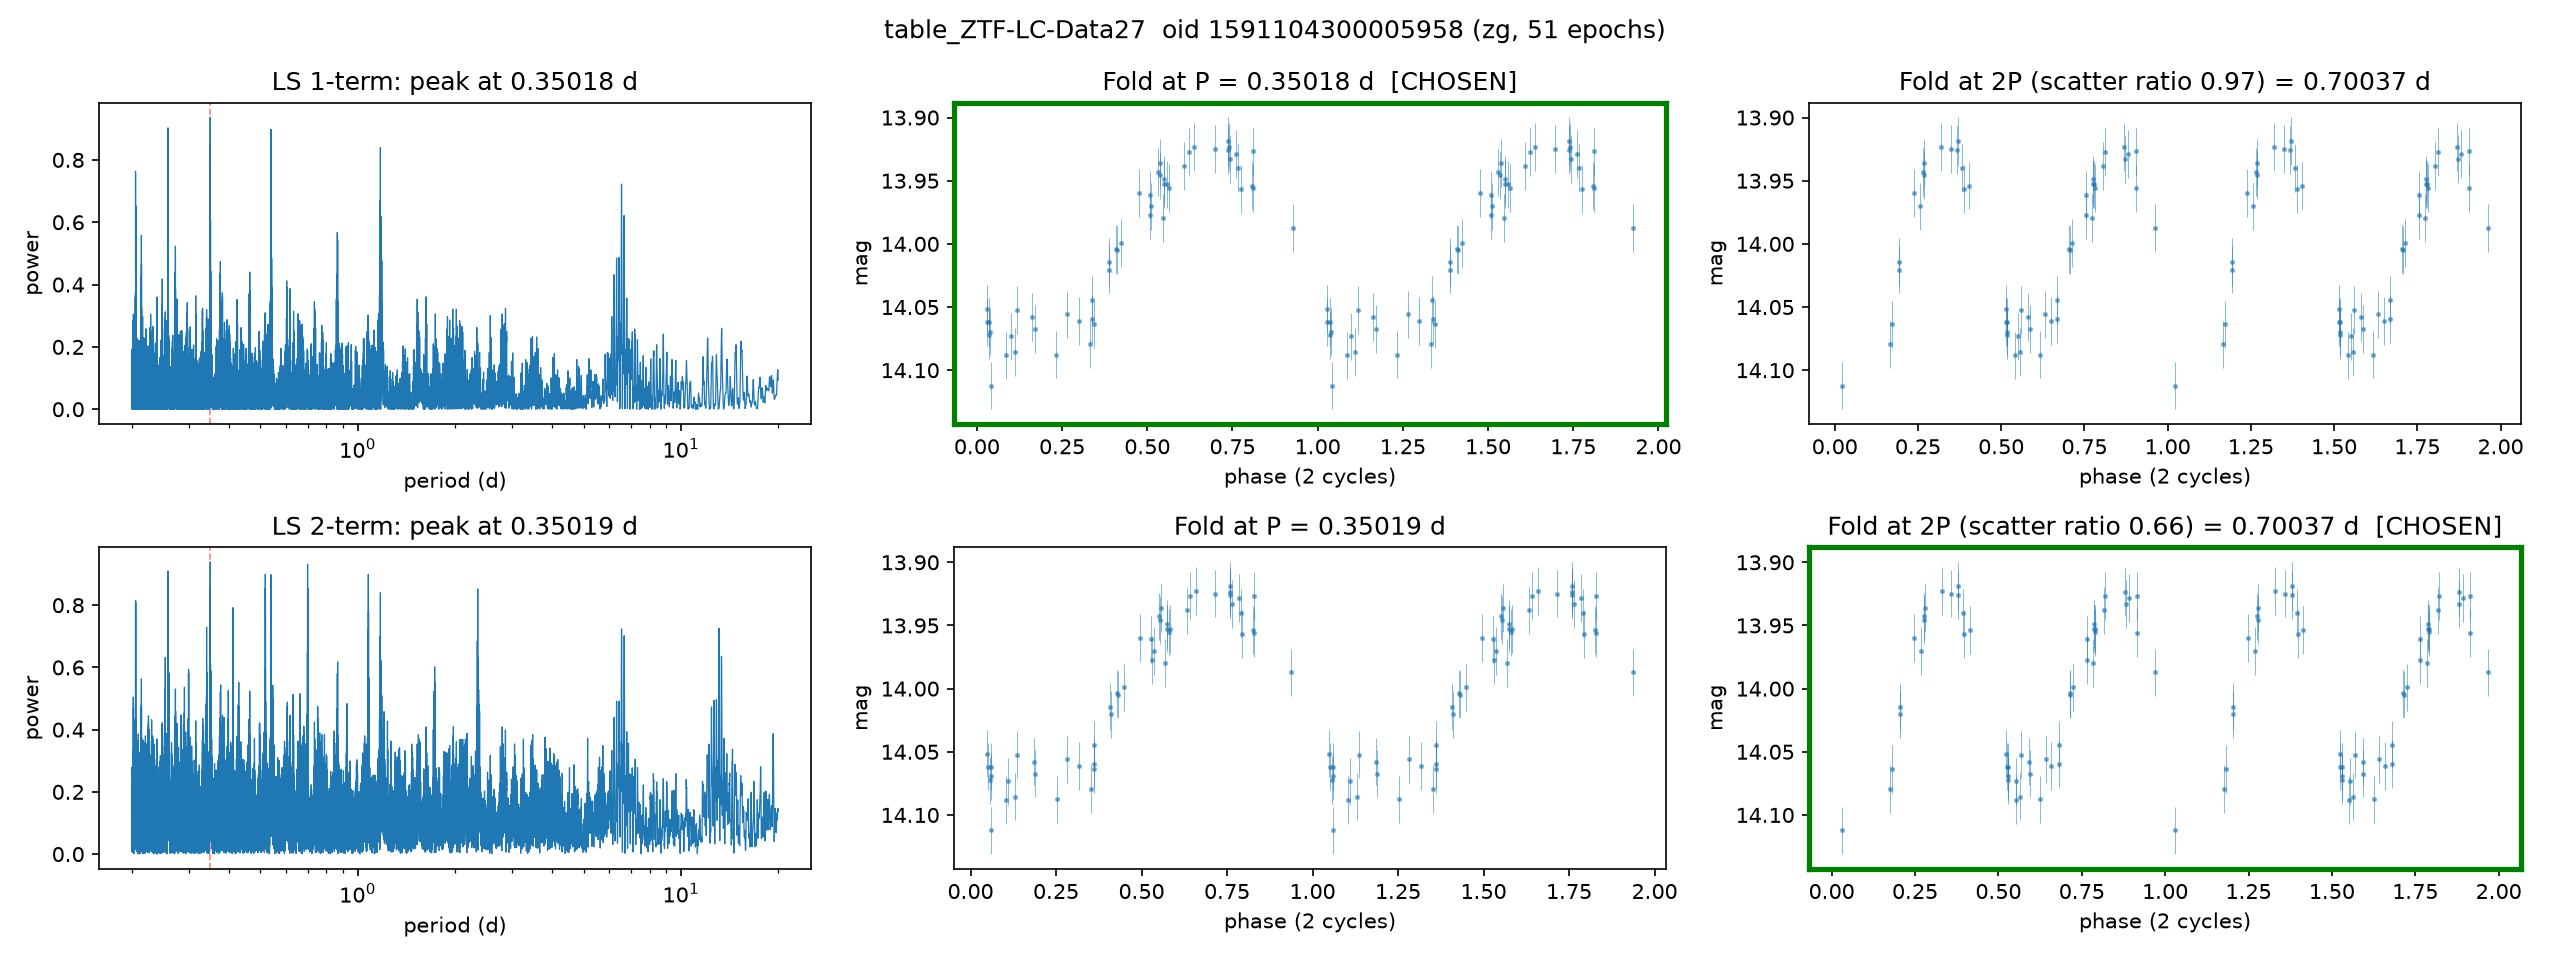 table_ZTF-LC-Data27 oid 1591104300005958 (zg, 51 epochs)
LS 1-term: peak at 0.35018 d
power
0.8
0.6
0.4
0.2
0.0
10⁰
10¹
period (d)
Fold at P = 0.35018 d [CHOSEN]
mag
13.90
13.95
14.00
14.05
14.10
0.00 0.25 0.50 0.75 1.00 1.25 1.50 1.75 2.00
phase (2 cycles)
Fold at 2P (scatter ratio 0.97) = 0.70037 d
mag
13.90
13.95
14.00
14.05
14.10
0.00 0.25 0.50 0.75 1.00 1.25 1.50 1.75 2.00
phase (2 cycles)
LS 2-term: peak at 0.35019 d
power
0.8
0.6
0.4
0.2
0.0
10⁰
10¹
period (d)
Fold at P = 0.35019 d
mag
13.90
13.95
14.00
14.05
14.10
0.00 0.25 0.50 0.75 1.00 1.25 1.50 1.75 2.00
phase (2 cycles)
Fold at 2P (scatter ratio 0.66) = 0.70037 d [CHOSEN]
mag
13.90
13.95
14.00
14.05
14.10
0.00 0.25 0.50 0.75 1.00 1.25 1.50 1.75 2.00
phase (2 cycles)